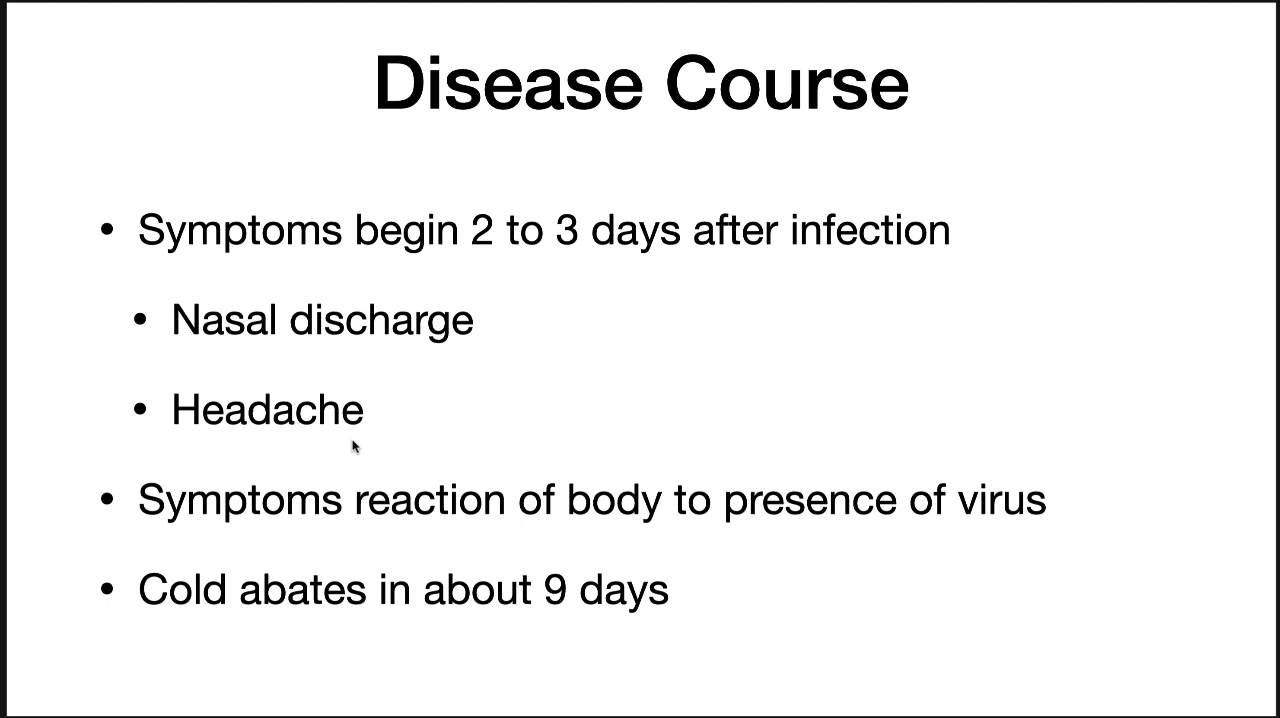 Disease Course
• Symptoms begin 2 to 3 days after infection
• Nasal discharge
• Headache
• Symptoms reaction of body to presence of virus
• Cold abates in about 9 days